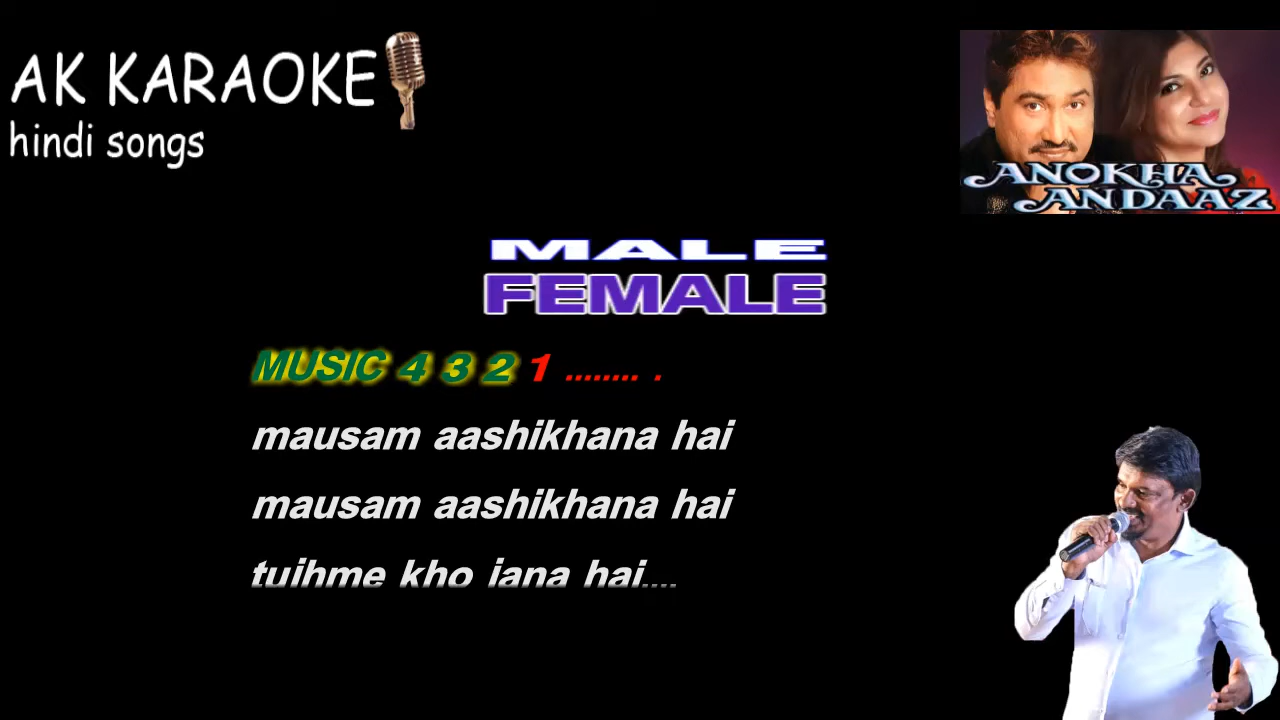 AK KARAOKE
hindi songs
ANOKHA
ANDAAZ
MALE
FEMALE
MUSIC 4 3 2 1 ........ .
mausam aashikhana hai
mausam aashikhana hai
tujhme kho jana hai....